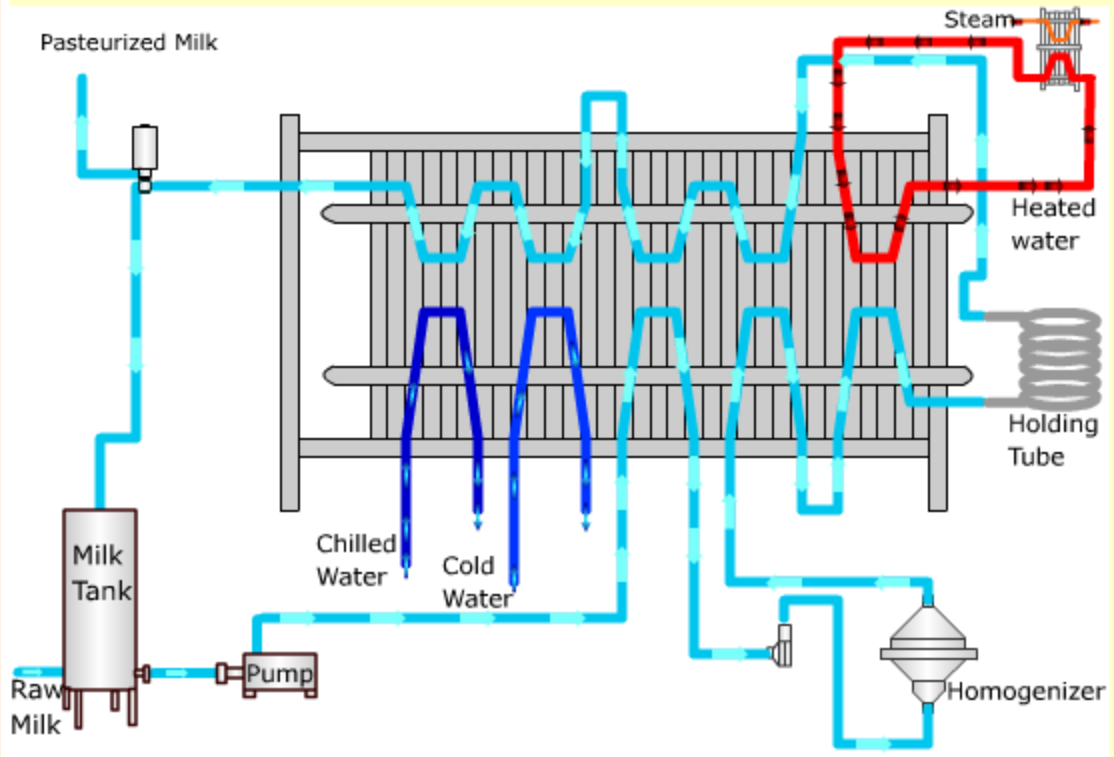 Steam
Pasteurized Milk
Heated
water
Holding
Tube
Chilled
Water
Cold
Water
Milk
Tank
Pump
Raw
Milk
Homogenizer